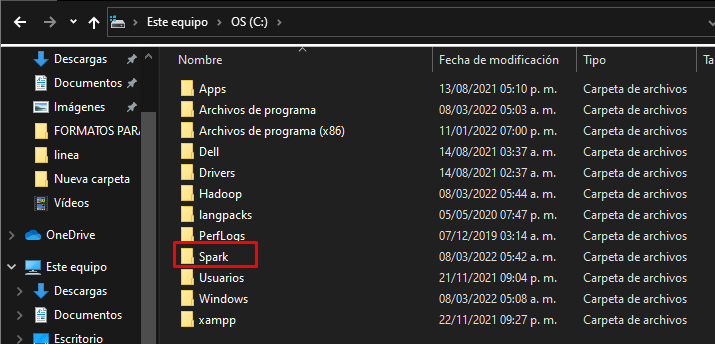 Este equipo > OS (C:) >
Nombre Fecha de modificación Tipo Ta
Descargas
Documentos
Imágenes
FORMATOS PARA
linea
Nueva carpeta
Vídeos
OneDrive
Este equipo
Descargas
Documentos
Escritorio
Apps 13/08/2021 05:10 p. m. Carpeta de archivos
Archivos de programa 08/03/2022 05:03 a. m. Carpeta de archivos
Archivos de programa (x86) 11/01/2022 07:00 p. m. Carpeta de archivos
Dell 14/08/2021 03:37 a. m. Carpeta de archivos
Drivers 14/08/2021 02:37 a. m. Carpeta de archivos
Hadoop 08/03/2022 05:44 a. m. Carpeta de archivos
langpacks 05/05/2020 07:47 p. m. Carpeta de archivos
PerfLogs 07/12/2019 03:14 a. m. Carpeta de archivos
Spark 08/03/2022 05:42 a. m. Carpeta de archivos
Usuarios 21/11/2021 09:04 p. m. Carpeta de archivos
Windows 08/03/2022 05:08 a. m. Carpeta de archivos
xampp 22/11/2021 09:27 p. m. Carpeta de archivos